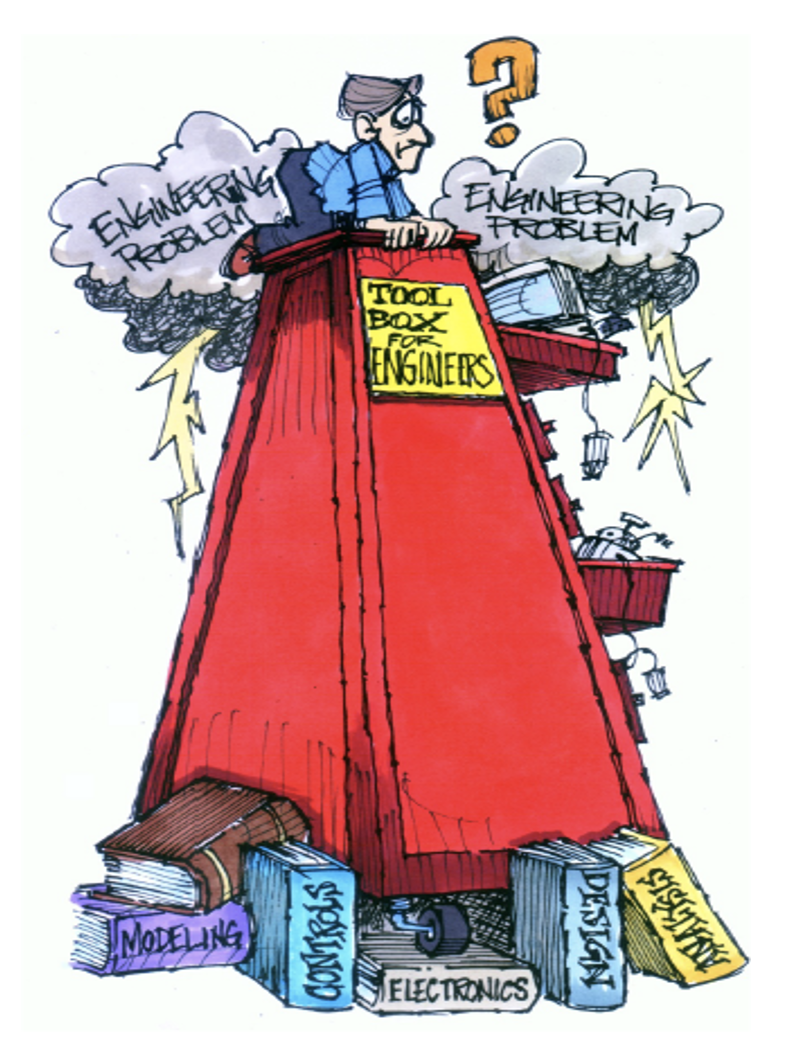 ?
ENGINEERING
PROBLEM
ENGINEERING
PROBLEM
TOOL
BOX
FOR
ENGINEERS
MODELING
CONTROLS
ELECTRONICS
DESIGN
ANALYSIS